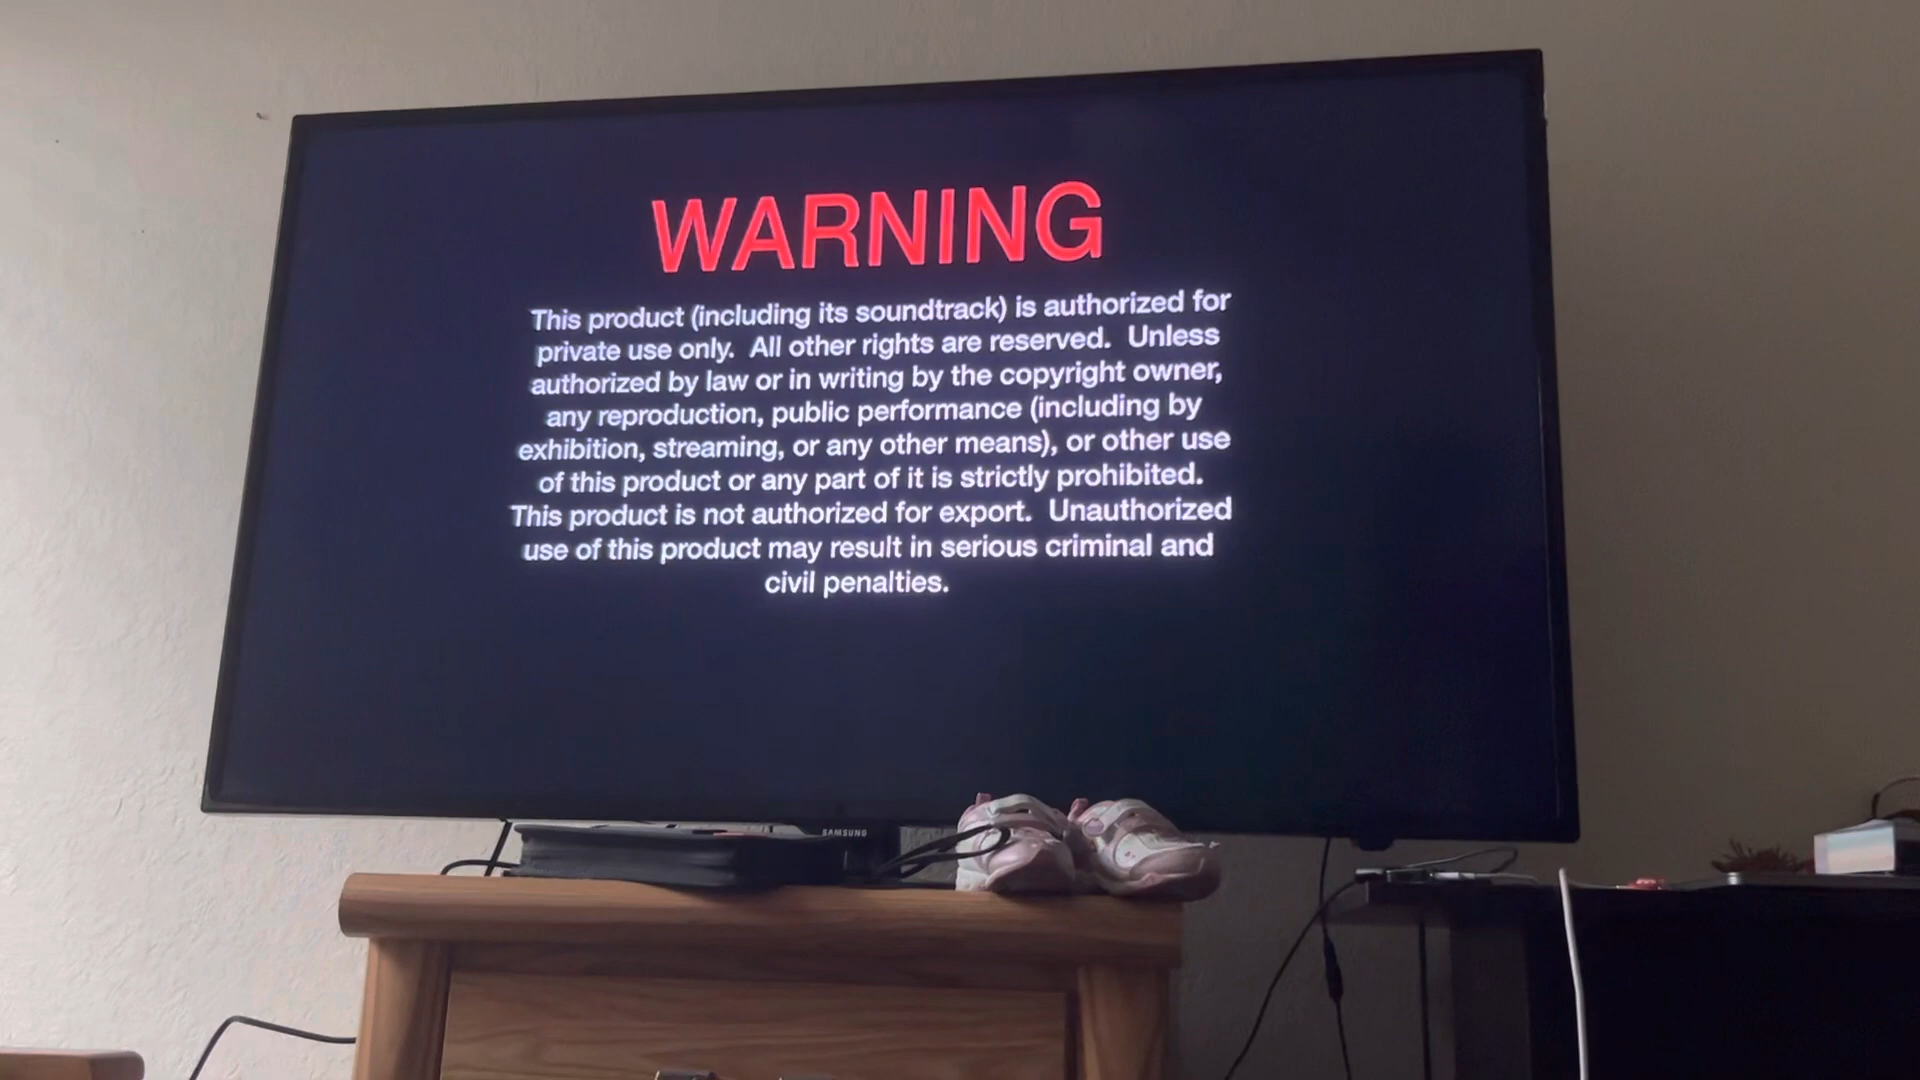 WARNING
This product (including its soundtrack) is authorized for
private use only. All other rights are reserved. Unless
authorized by law or in writing by the copyright owner,
any reproduction, public performance (including by
exhibition, streaming, or any other means), or other use
of this product or any part of it is strictly prohibited.
This product is not authorized for export. Unauthorized
use of this product may result in serious criminal and
civil penalties.
SAMSUNG